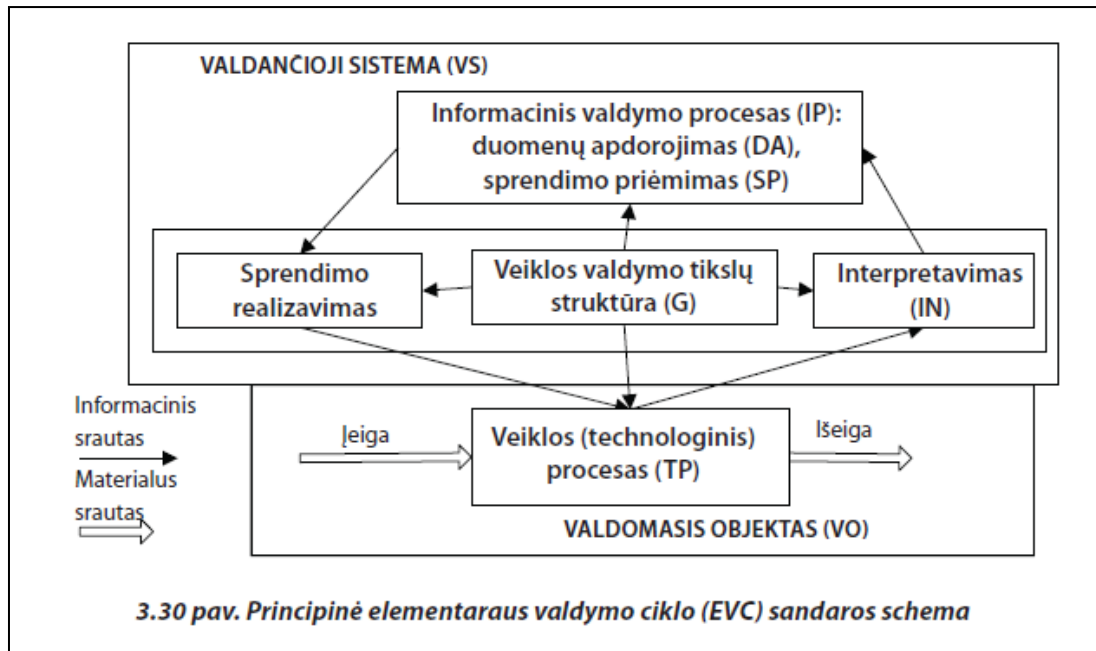 VALDANČIOJI SISTEMA (VS)
Informacinis valdymo procesas (IP):
duomenų apdorojimas (DA),
sprendimo priėmimas (SP)
Sprendimo
realizavimas
Veiklos valdymo tikslų
struktūra (G)
Interpretavimas
(IN)
Informacinis
srautas
Materialus
srautas
Įeiga
Veiklos (technologinis)
procesas (TP)
Išeiga
VALDOMASIS OBJEKTAS (VO)
3.30 pav. Principinė elementaraus valdymo ciklo (EVC) sandaros schema